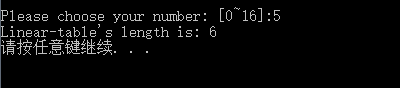 Please choose your number: [0~16]:5
Linear-table's length is: 6
请按任意键继续. . .